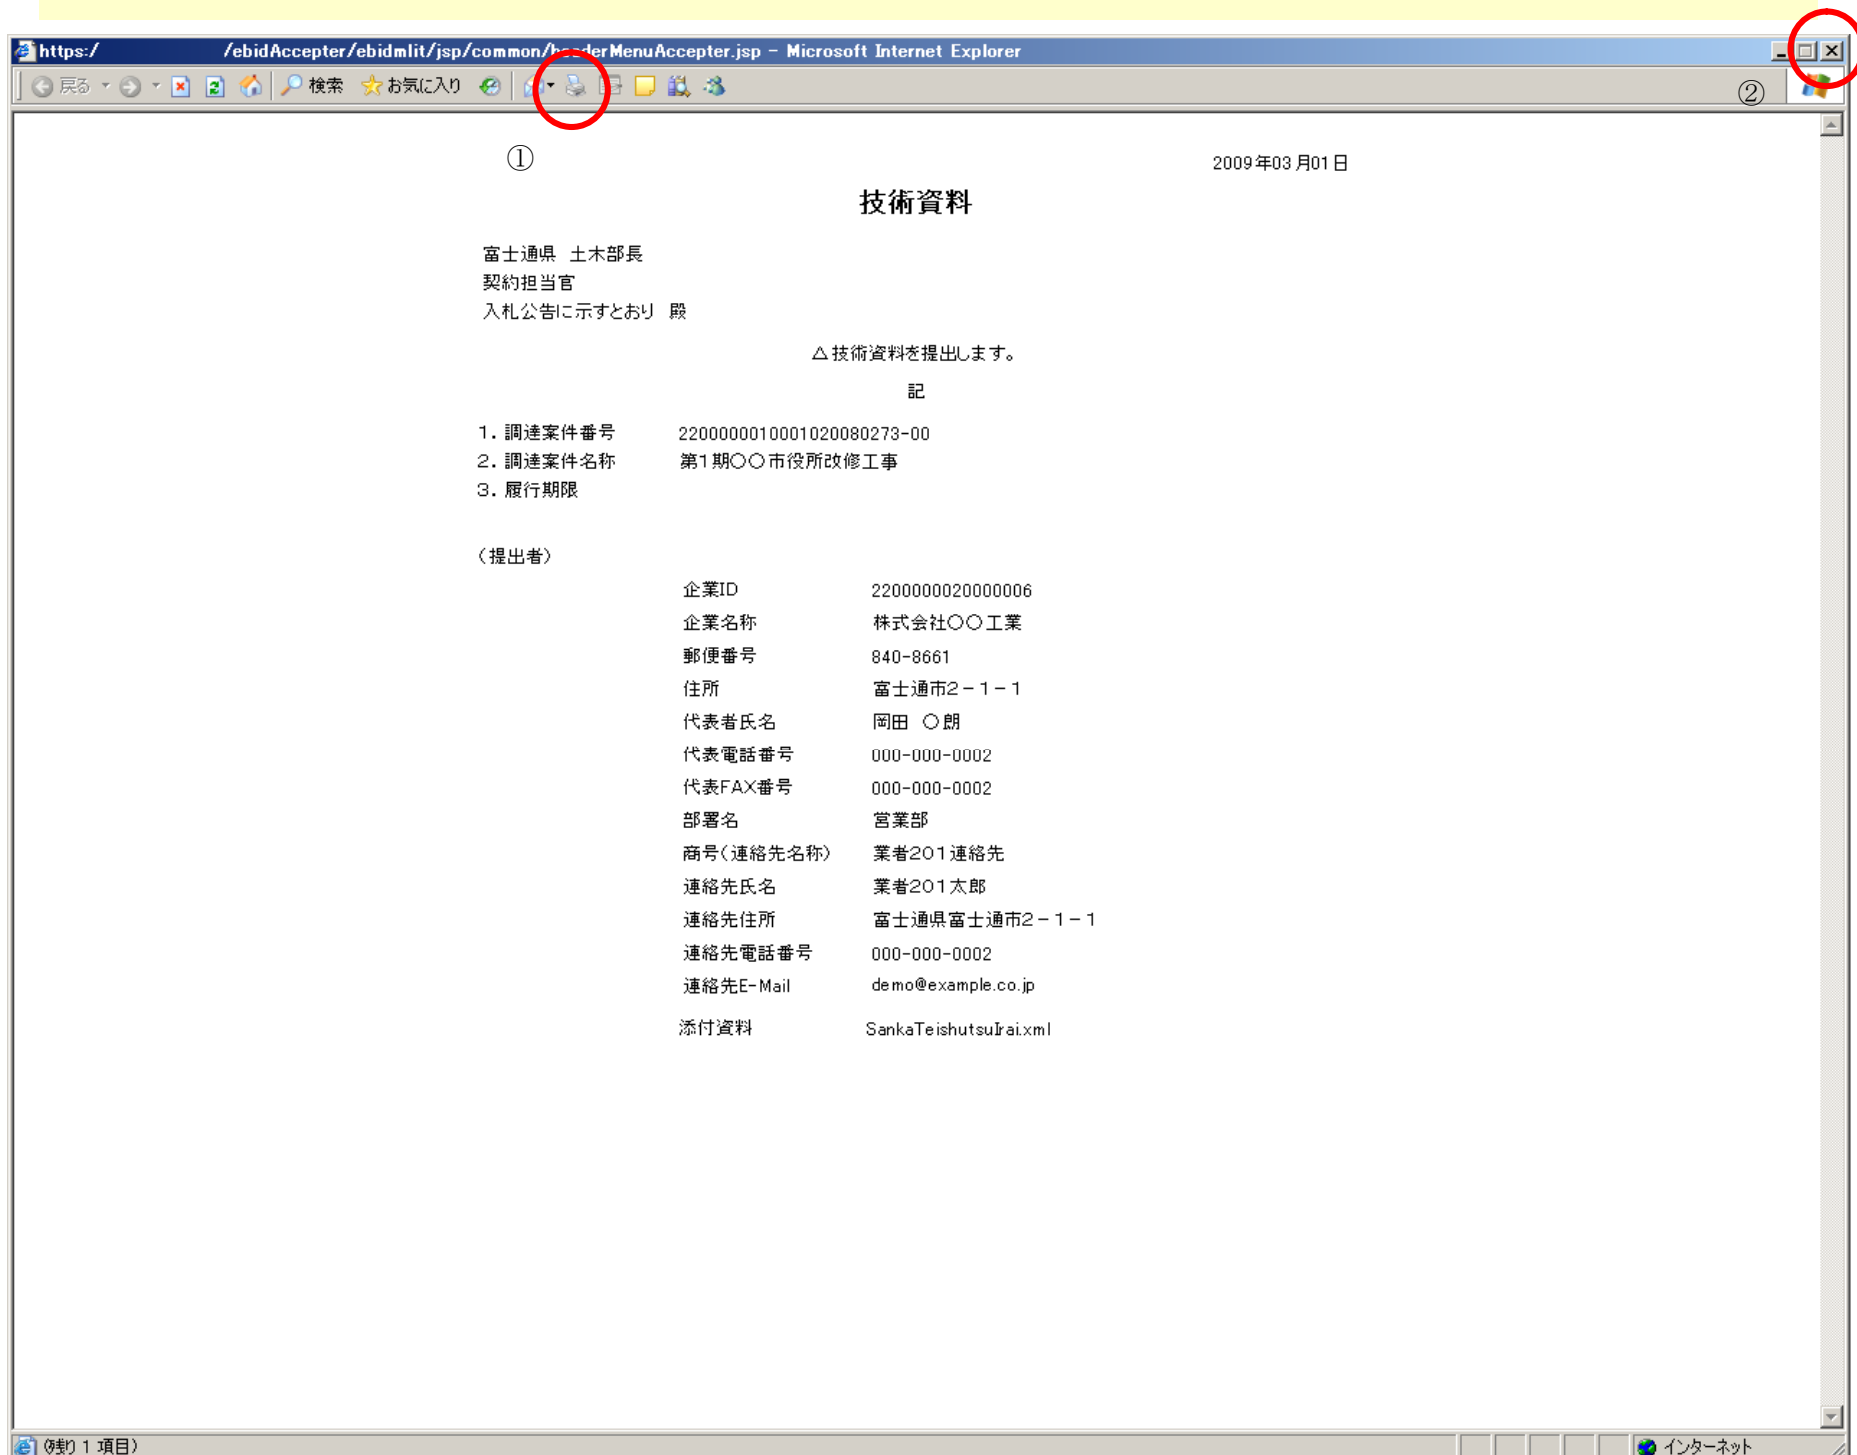 https:/ /ebidAccepter/ebidmlit/jsp/common/headerMenuAccepter.jsp - Microsoft Internet Explorer
戻る 検索 お気に入り
②
①
2009年03月01日
技術資料
富士通県 土木部長
契約担当官
入札公告に示すとおり 殿
△技術資料を提出します。
記
1．調達案件番号 2200000010001020080273-00
2．調達案件名称 第1期〇〇市役所改修工事
3．履行期限
（提出者）
企業ID 2200000020000006
企業名称 株式会社〇〇工業
郵便番号 840-8661
住所 富士通市2－1－1
代表者氏名 岡田 〇朗
代表電話番号 000-000-0002
代表FAX番号 000-000-0002
部署名 営業部
商号(連絡先名称) 業者201連絡先
連絡先氏名 業者201太郎
連絡先住所 富士通県富士通市2－1－1
連絡先電話番号 000-000-0002
連絡先E-Mail demo@example.co.jp
添付資料 SankaTeishutsuIrai.xml
(残り 1 項目) インターネット